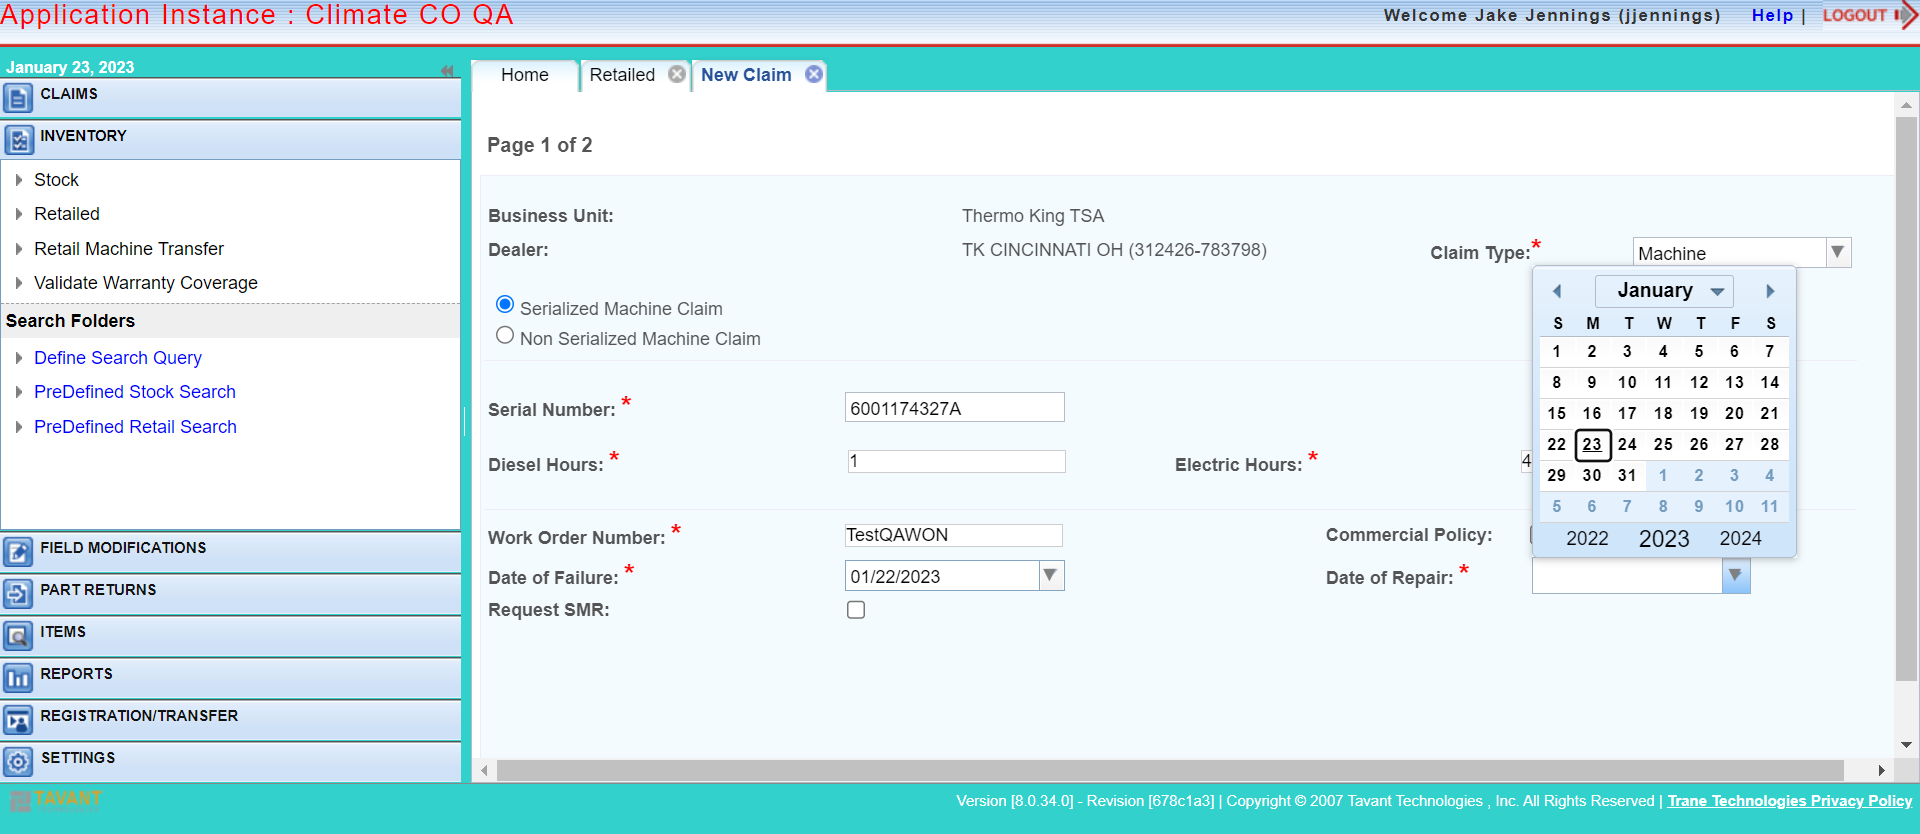 Application Instance : Climate CO QA
Welcome Jake Jennings (jjennings) Help | LOGOUT
January 23, 2023
CLAIMS
INVENTORY
Stock
Retailed
Retail Machine Transfer
Validate Warranty Coverage
Search Folders
Define Search Query
PreDefined Stock Search
PreDefined Retail Search
FIELD MODIFICATIONS
PART RETURNS
ITEMS
REPORTS
REGISTRATION/TRANSFER
SETTINGS
TAVANT
Home Retailed New Claim
Page 1 of 2
Business Unit: Thermo King TSA
Dealer: TK CINCINNATI OH (312426-783798) Claim Type:* Machine
Serialized Machine Claim
Non Serialized Machine Claim
Serial Number: * 6001174327A
Diesel Hours: * 1 Electric Hours: * 4
Work Order Number: * TestQAWON Commercial Policy:
Date of Failure: * 01/22/2023 Date of Repair: *
Request SMR:
January
S M T W T F S
1 2 3 4 5 6 7
8 9 10 11 12 13 14
15 16 17 18 19 20 21
22 23 24 25 26 27 28
29 30 31 1 2 3 4
5 6 7 8 9 10 11
2022 2023 2024
Version [8.0.34.0] - Revision [678c1a3] | Copyright © 2007 Tavant Technologies , Inc. All Rights Reserved | Trane Technologies Privacy Policy